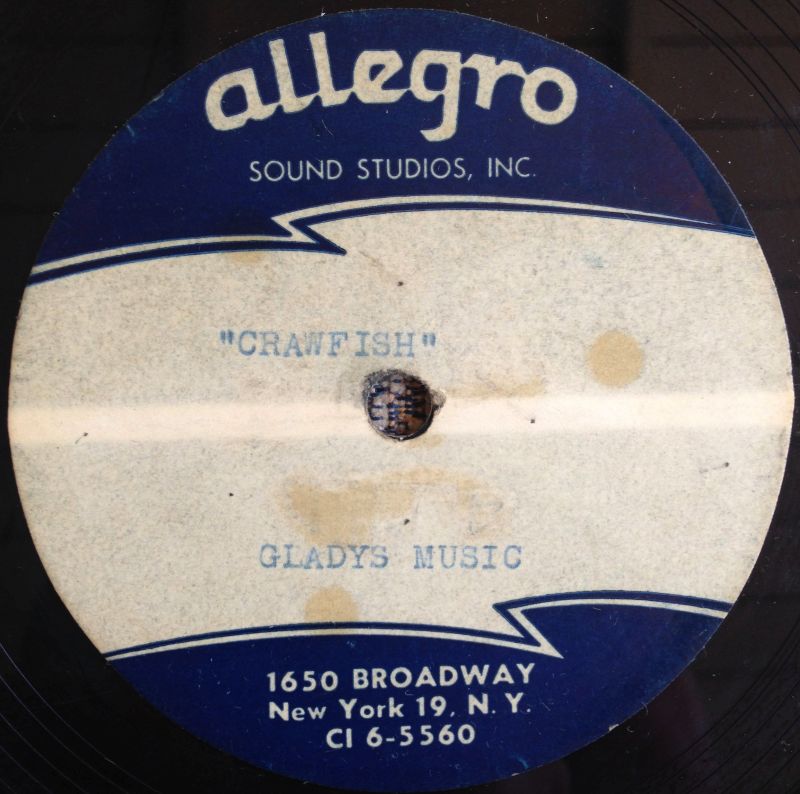 allegro
SOUND STUDIOS, INC.
"CRAWFISH"
GLADYS MUSIC
1650 BROADWAY
New York 19, N. Y.
CI 6-5560